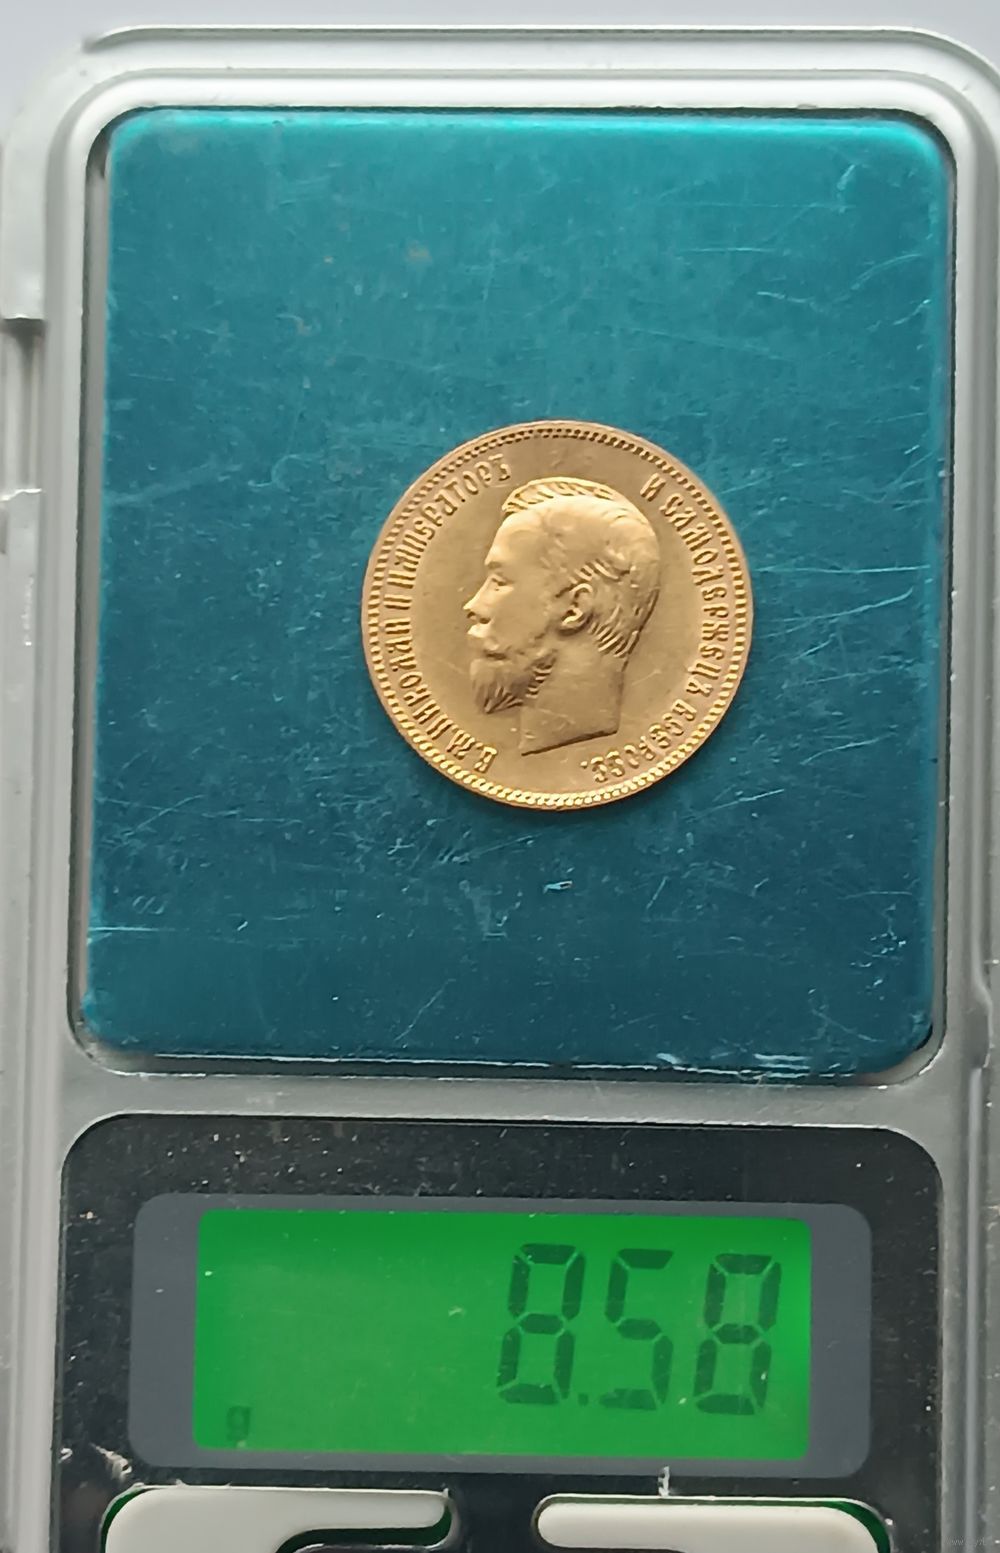 Б.М.НИКОЛАЙ II ИМПЕРАТОРЪ И САМОДЕРЖЕЦЪ ВСЕРОСС.
8.58
g